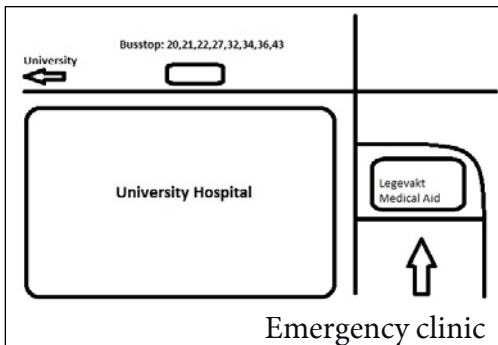 Busstop: 20,21,22,27,32,34,36,43
University
University Hospital
Legevakt
Medical Aid
Emergency clinic